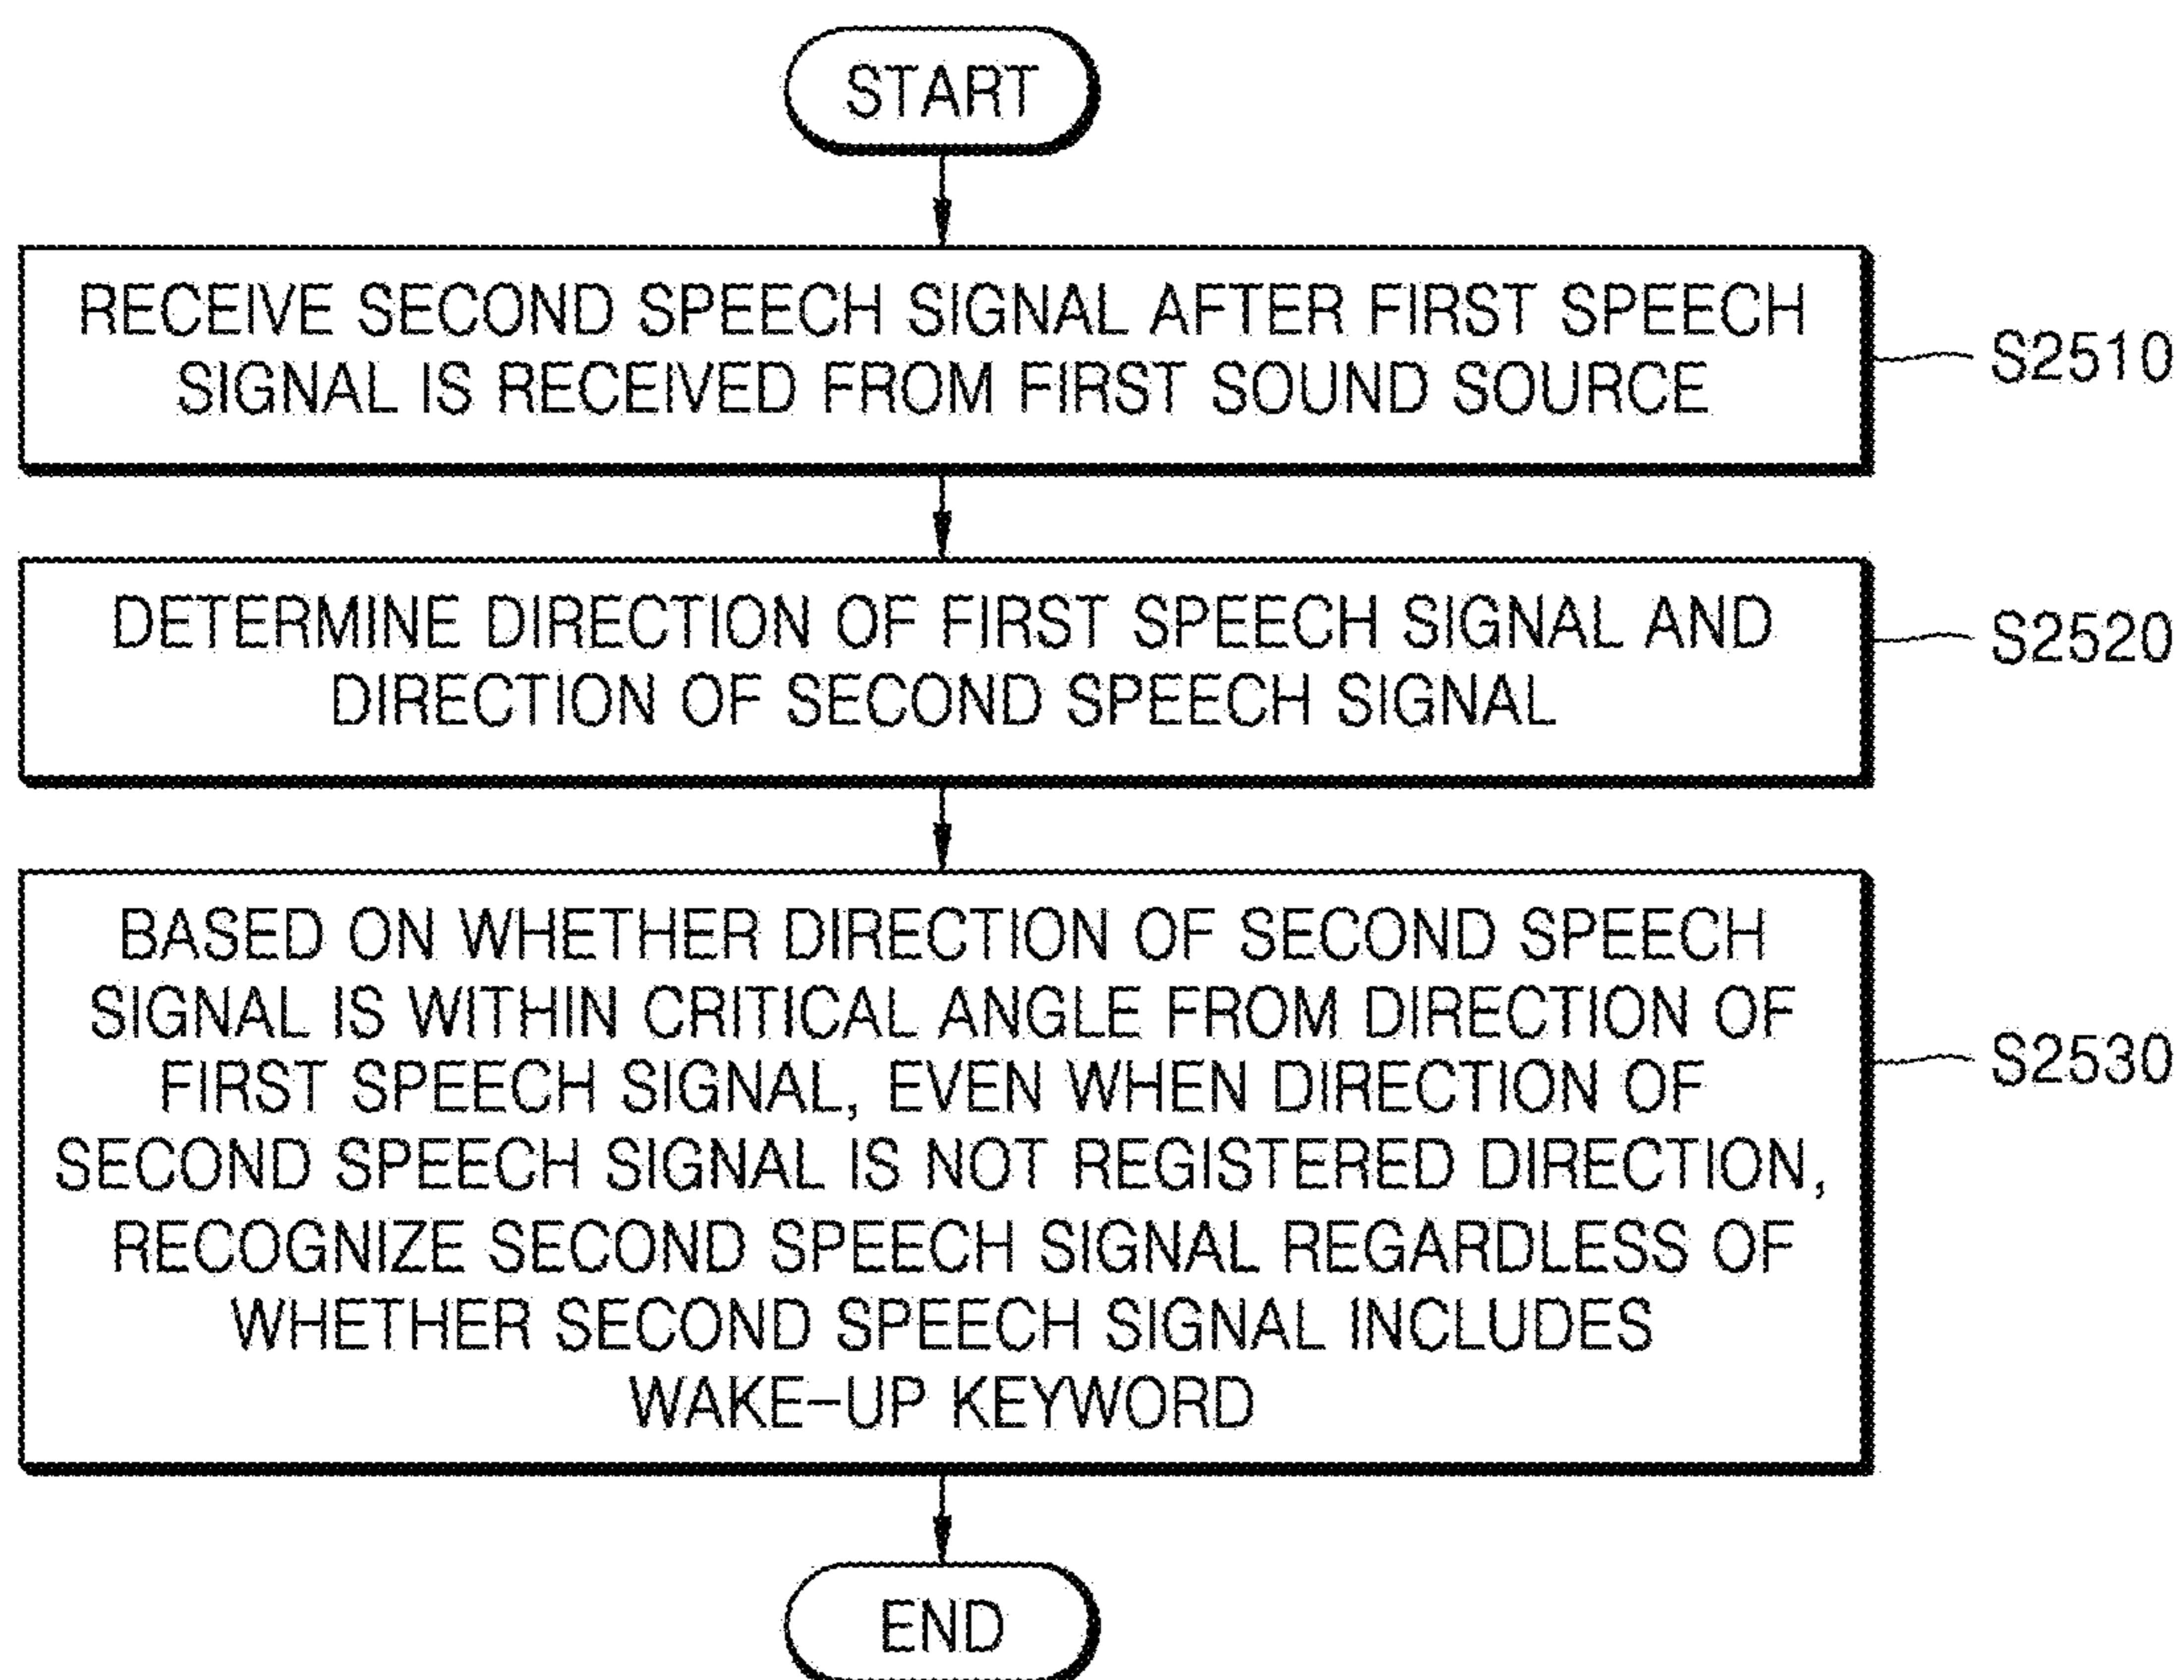 START
RECEIVE SECOND SPEECH SIGNAL AFTER FIRST SPEECH
SIGNAL IS RECEIVED FROM FIRST SOUND SOURCE
S2510
DETERMINE DIRECTION OF FIRST SPEECH SIGNAL AND
DIRECTION OF SECOND SPEECH SIGNAL
S2520
BASED ON WHETHER DIRECTION OF SECOND SPEECH
SIGNAL IS WITHIN CRITICAL ANGLE FROM DIRECTION OF
FIRST SPEECH SIGNAL, EVEN WHEN DIRECTION OF
SECOND SPEECH SIGNAL IS NOT REGISTERED DIRECTION,
RECOGNIZE SECOND SPEECH SIGNAL REGARDLESS OF
WHETHER SECOND SPEECH SIGNAL INCLUDES
WAKE-UP KEYWORD
S2530
END